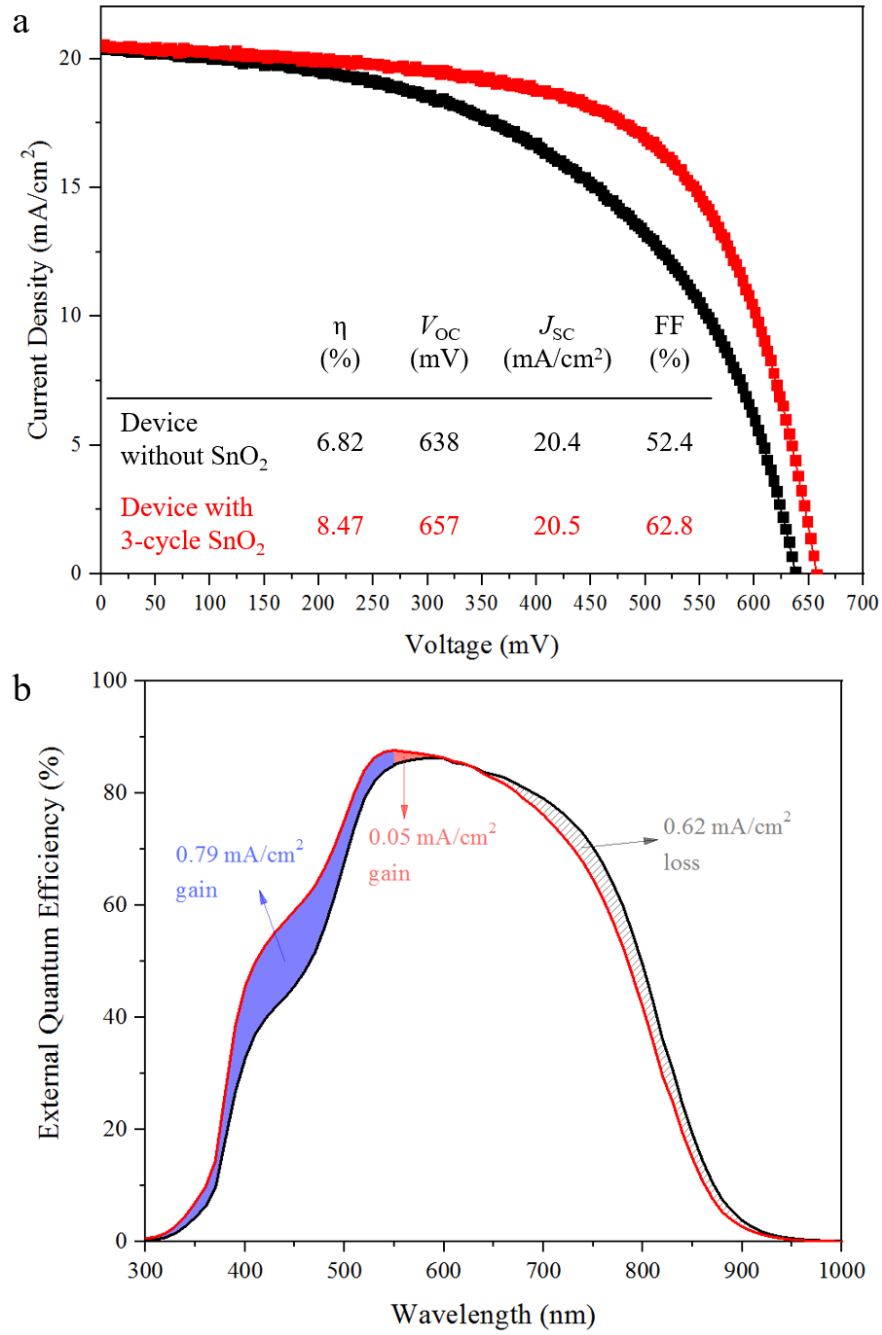 a
Current Density (mA/cm²)
20
15
10
5
0
η V_OC J_SC FF
(%) (mV) (mA/cm²) (%)
Device
without SnO₂ 6.82 638 20.4 52.4
Device with
3-cycle SnO₂ 8.47 657 20.5 62.8
0 50 100 150 200 250 300 350 400 450 500 550 600 650 700
Voltage (mV)
b
External Quantum Efficiency (%)
100
80
60
40
20
0
0.79 mA/cm²
gain
0.05 mA/cm²
gain
0.62 mA/cm²
loss
300 400 500 600 700 800 900 1000
Wavelength (nm)